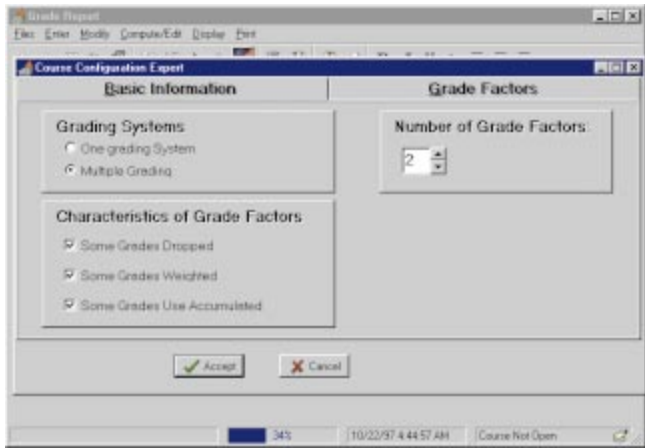 Grade Report
Files Enter Modify Compute/Edit Display Print
Course Configuration Expert
Basic Information Grade Factors
Grading Systems
One grading System
Multiple Grading
Number of Grade Factors:
2
Characteristics of Grade Factors
Some Grades Dropped
Some Grades Weighted
Some Grades Use Accumulated
Accept Cancel
34% 10/22/97 4:44:57 AM Course Not Open